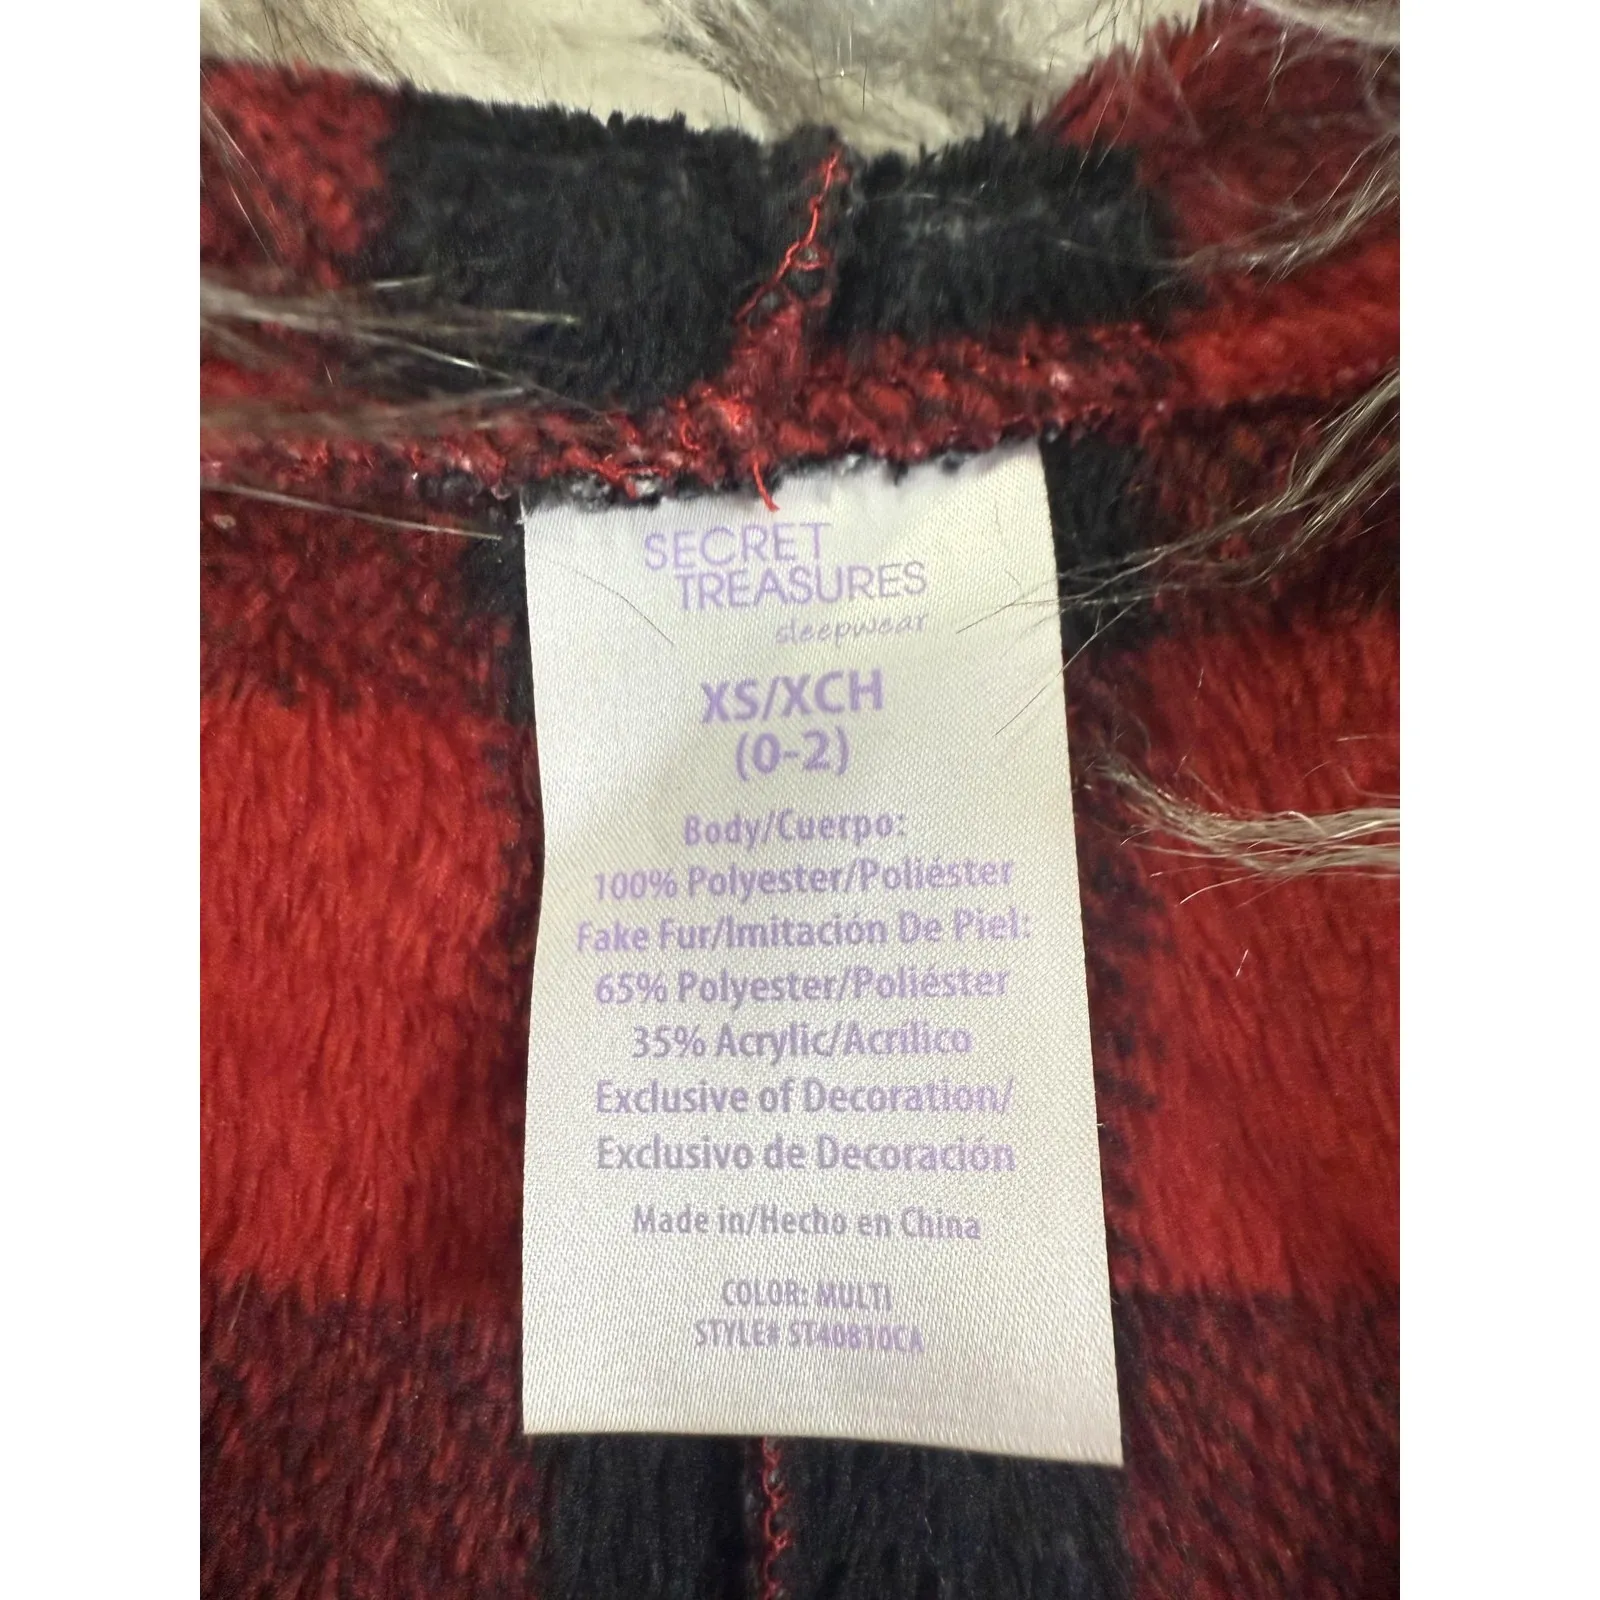 SECRET
TREASURES
sleepwear
XS/XCH
(0-2)
Body/Cuerpo:
100% Polyester/Poliéster
Fake Fur/Imitación De Piel:
65% Polyester/Poliéster
35% Acrylic/Acrílico
Exclusive of Decoration/
Exclusivo de Decoración
Made in/Hecho en China
COLOR: MULTI
STYLE# ST40810CA